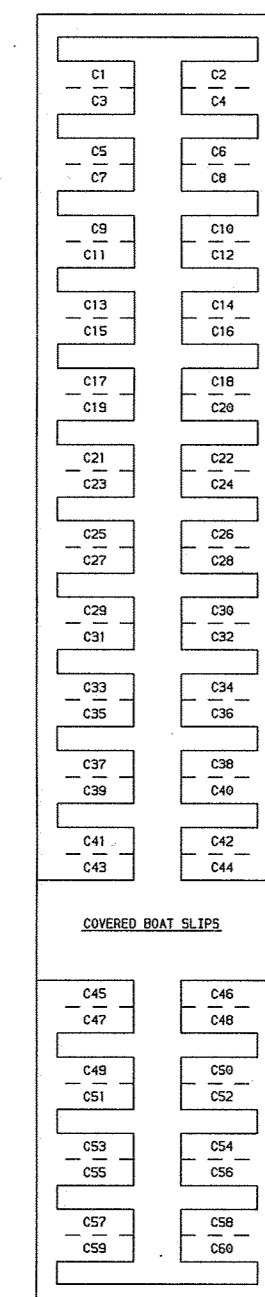 C1 C2
C3 C4
C5 C6
C7 C8
C9 C10
C11 C12
C13 C14
C15 C16
C17 C18
C19 C20
C21 C22
C23 C24
C25 C26
C27 C28
C29 C30
C31 C32
C33 C34
C35 C36
C37 C38
C39 C40
C41 C42
C43 C44
COVERED BOAT SLIPS
C45 C46
C47 C48
C49 C50
C51 C52
C53 C54
C55 C56
C57 C58
C59 C60